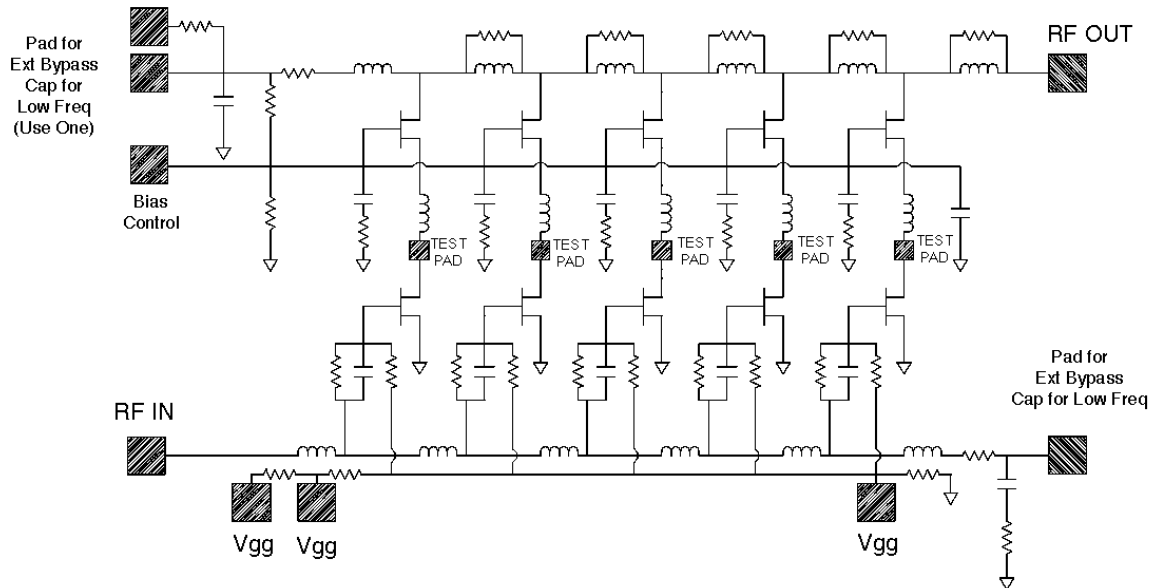 Pad for
Ext Bypass
Cap for
Low Freq
(Use One)
RF OUT
Bias
Control
TEST
PAD
TEST
PAD
TEST
PAD
TEST
PAD
TEST
PAD
Pad for
Ext Bypass
Cap for Low Freq
RF IN
Vgg
Vgg
Vgg